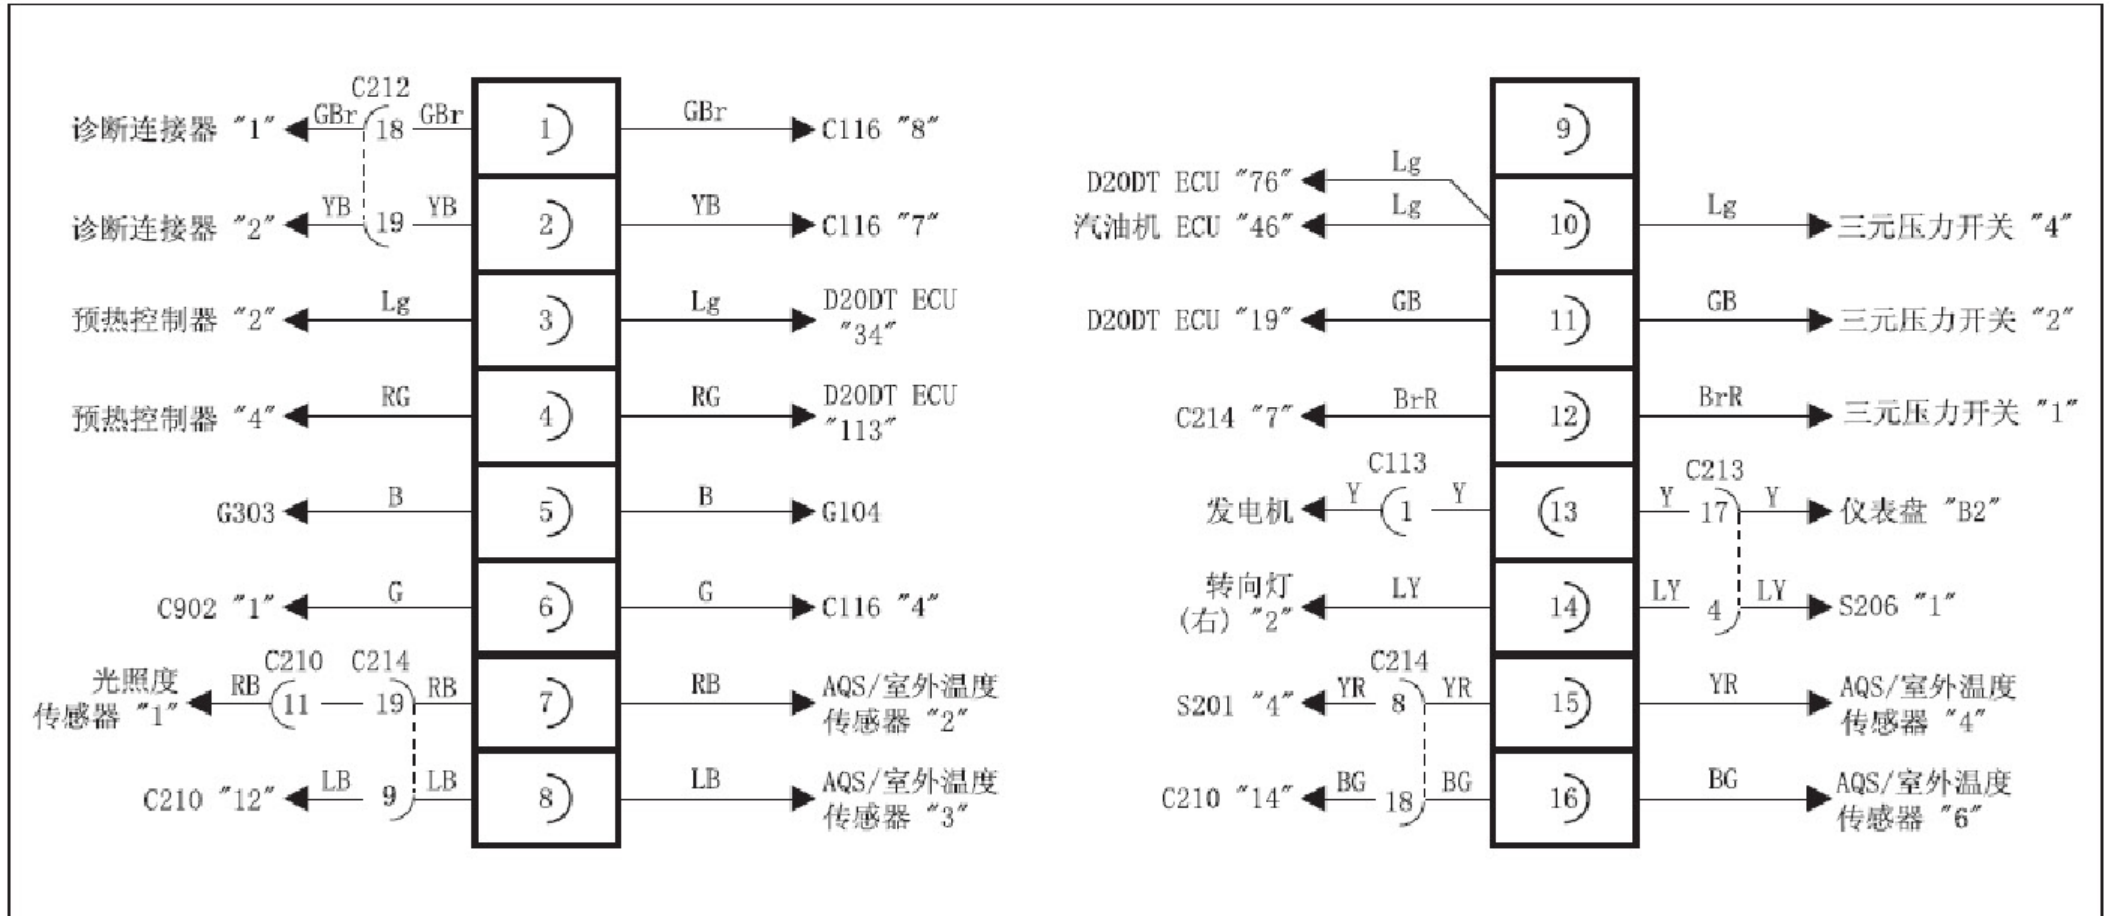 C212
诊断连接器 "1" GBr 18 GBr 1 GBr C116 "8"
诊断连接器 "2" YB 19 YB 2 YB C116 "7"
预热控制器 "2" Lg 3 Lg D20DT ECU
"34"
预热控制器 "4" RG 4 RG D20DT ECU
"113"
G303 B 5 B G104
C902 "1" G 6 G C116 "4"
C210 C214
光照度
传感器 "1" RB 11 19 RB 7 RB AQS/室外温度
传感器 "2"
C210 "12" LB 9 LB 8 LB AQS/室外温度
传感器 "3"
9
D20DT ECU "76" Lg
汽油机 ECU "46" Lg 10 Lg 三元压力开关 "4"
D20DT ECU "19" GB 11 GB 三元压力开关 "2"
C214 "7" BrR 12 BrR 三元压力开关 "1"
C113 C213
发电机 Y 1 Y 13 Y 17 Y 仪表盘 "B2"
转向灯
(右) "2" LY 14 LY 4 LY S206 "1"
C214
S201 "4" YR 8 YR 15 YR AQS/室外温度
传感器 "4"
C210 "14" BG 18 BG 16 BG AQS/室外温度
传感器 "6"